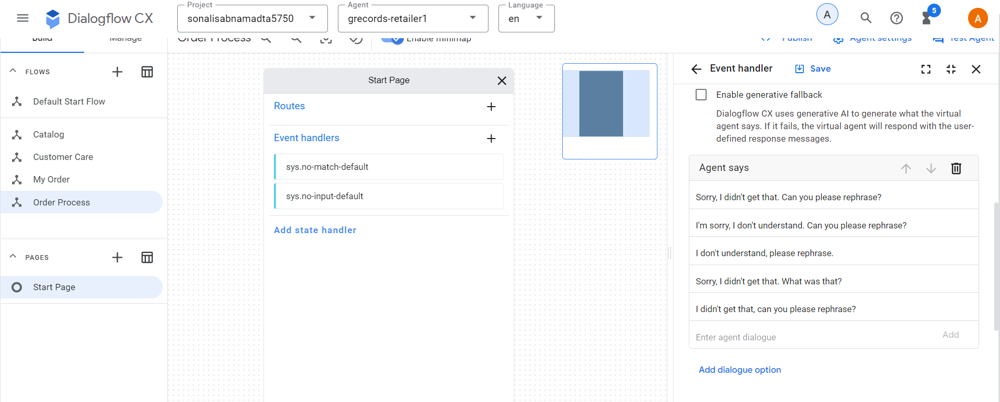 Dialogflow CX
Project
sonalisabnamadta5750
Agent
grecords-retailer1
Language
en
A
5
A
Build
Manage
Order Process
Enable minimap
Publish
Agent settings
Test Agent
FLOWS
Default Start Flow
Catalog
Customer Care
My Order
Order Process
PAGES
Start Page
Start Page
Routes
Event handlers
sys.no-match-default
sys.no-input-default
Add state handler
Event handler
Save
Enable generative fallback
Dialogflow CX uses generative AI to generate what the virtual
agent says. If it fails, the virtual agent will respond with the user-
defined response messages.
Agent says
Sorry, I didn't get that. Can you please rephrase?
I'm sorry, I don't understand. Can you please rephrase?
I don't understand, please rephrase.
Sorry, I didn't get that. What was that?
I didn't get that, can you please rephrase?
Enter agent dialogue
Add
Add dialogue option